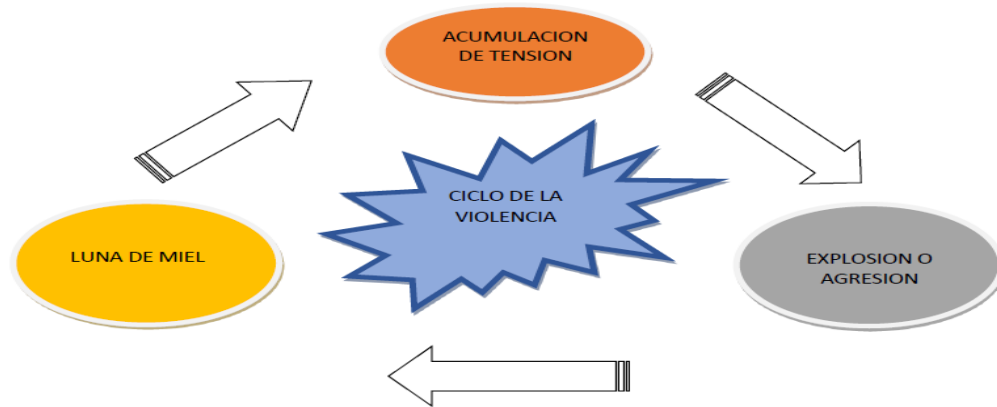 ACUMULACION
DE TENSION
CICLO DE LA
VIOLENCIA
LUNA DE MIEL
EXPLOSION O
AGRESION